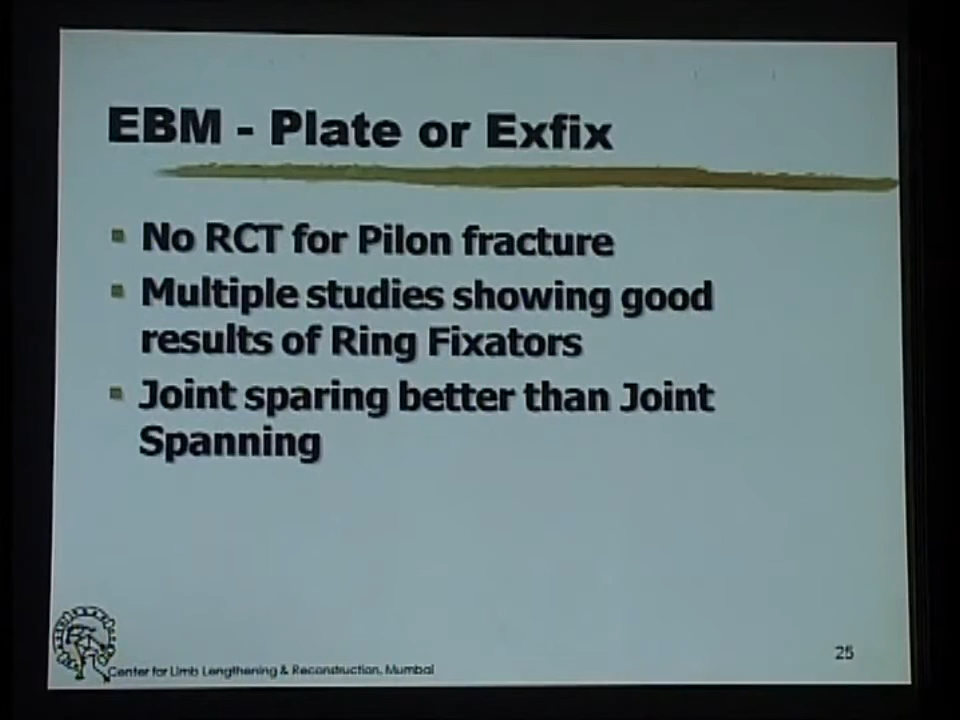 EBM - Plate or Exfix
No RCT for Pilon fracture
Multiple studies showing good
results of Ring Fixators
Joint sparing better than Joint
Spanning
Center for Limb Lengthening & Reconstruction, Mumbai
25